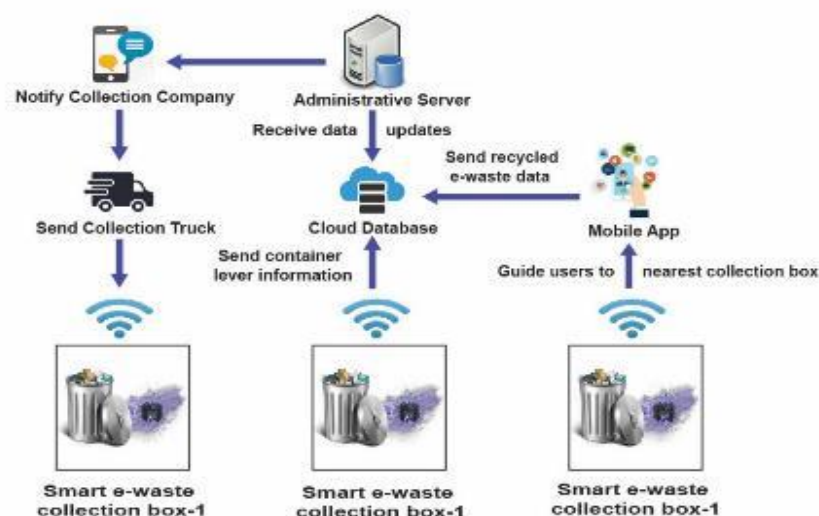 Notify Collection Company
Administrative Server
Receive data updates
Send recycled
e-waste data
Send Collection Truck
Cloud Database
Mobile App
Send container
lever information
Guide users to nearest collection box
Smart e-waste
collection box-1
Smart e-waste
collection box-1
Smart e-waste
collection box-1